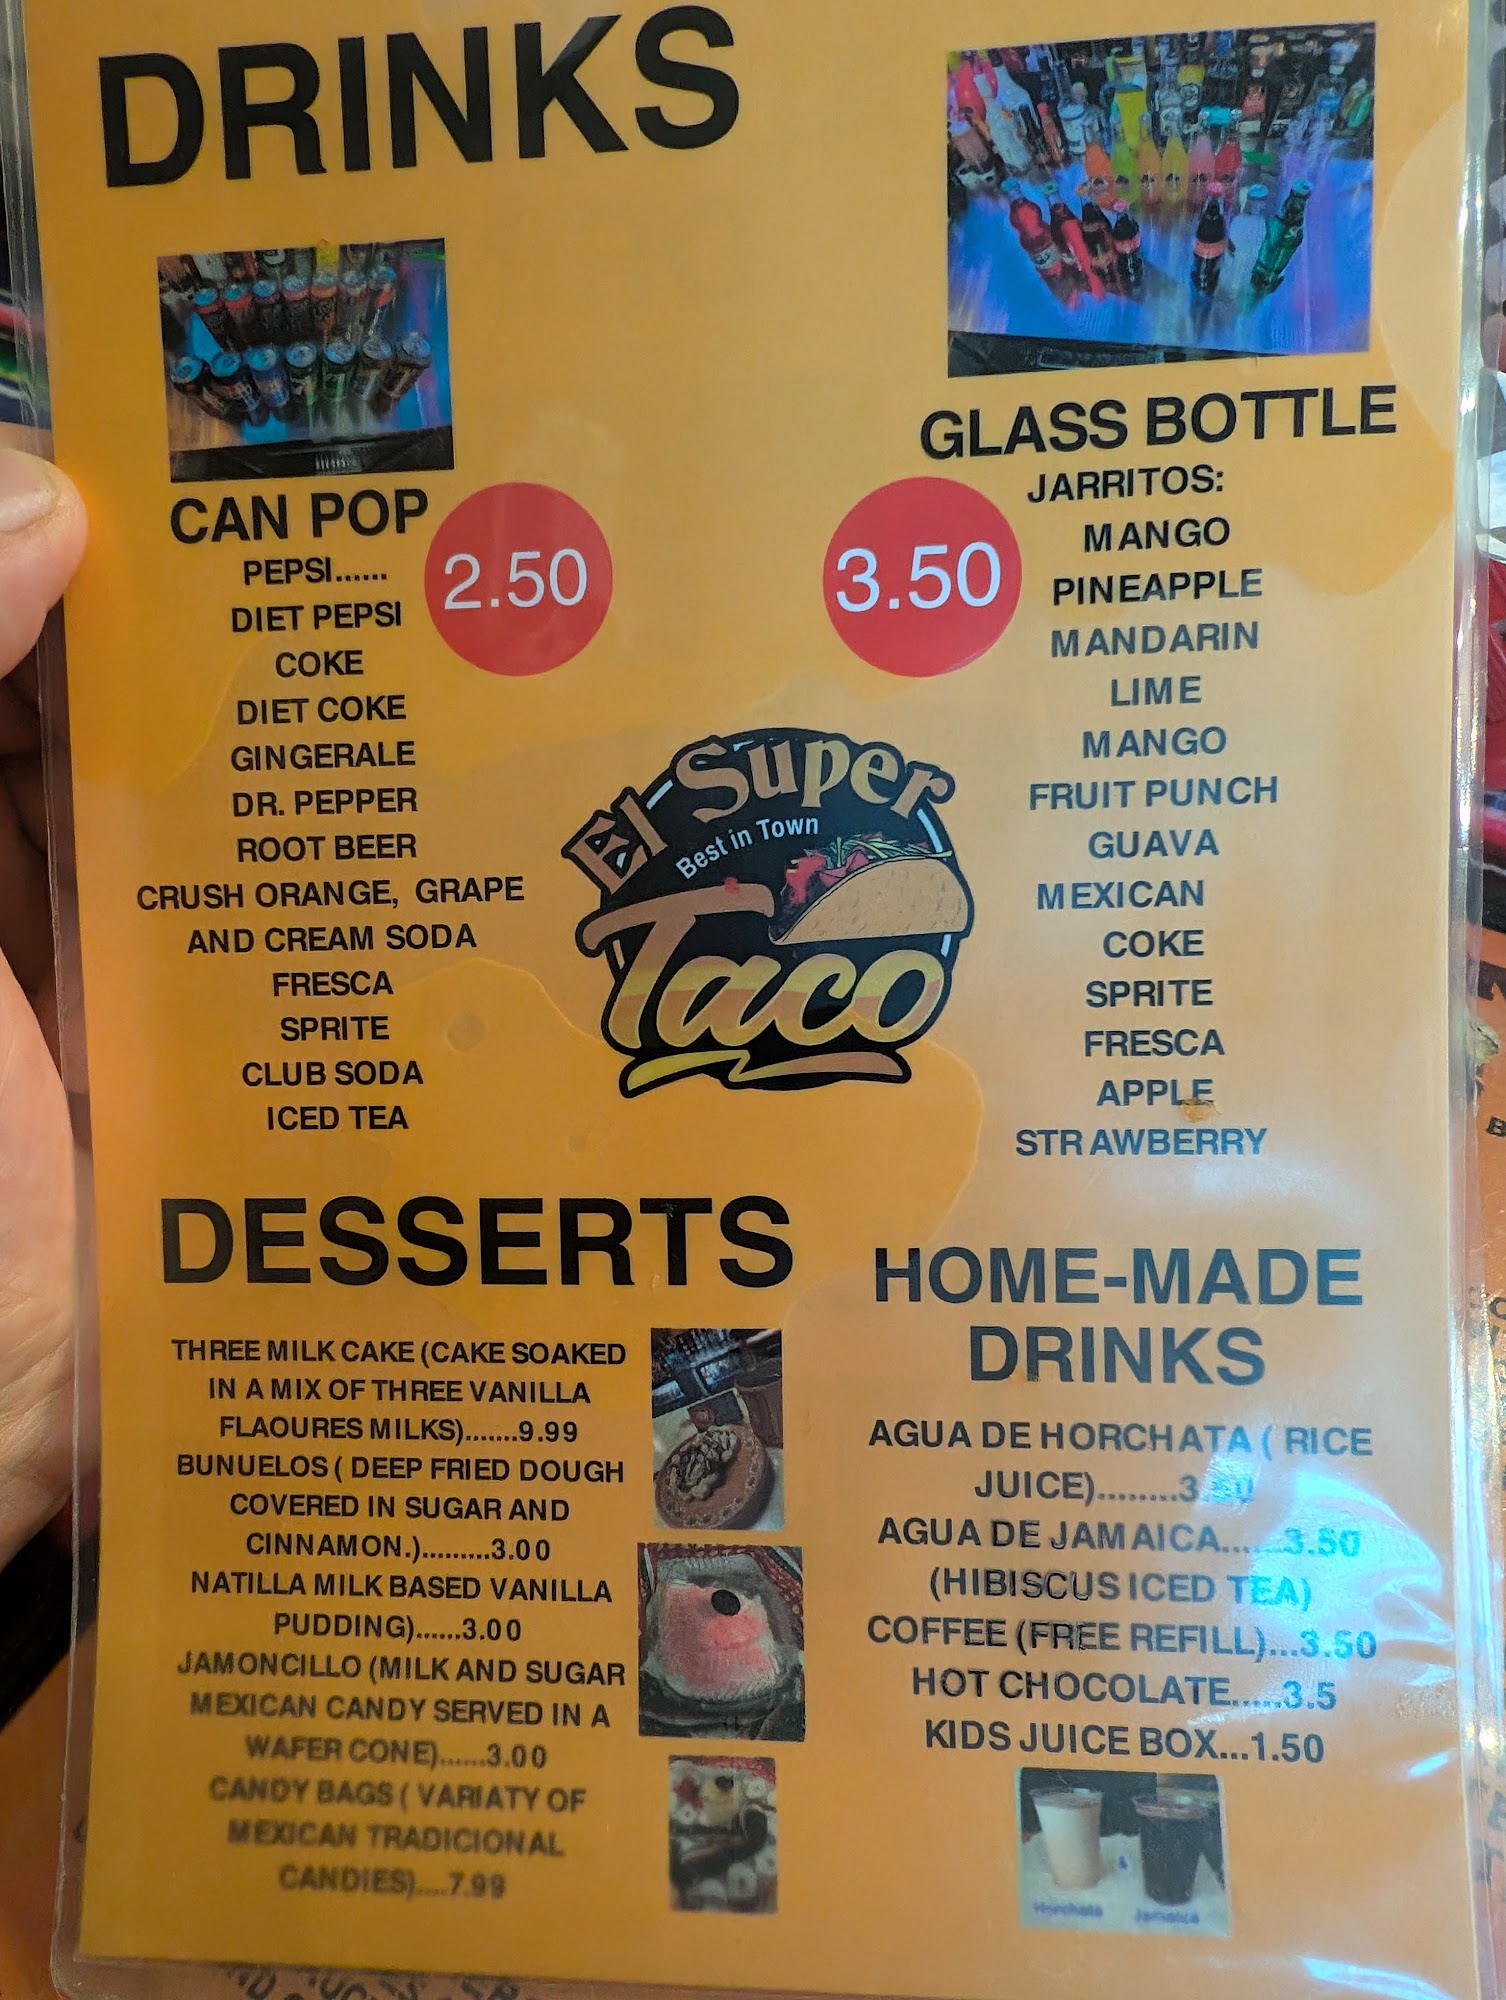 DRINKS
CAN POP
2.50
PEPSI......
DIET PEPSI
COKE
DIET COKE
GINGERALE
DR. PEPPER
ROOT BEER
CRUSH ORANGE, GRAPE
AND CREAM SODA
FRESCA
SPRITE
CLUB SODA
ICED TEA
GLASS BOTTLE
3.50
JARRITOS:
MANGO
PINEAPPLE
MANDARIN
LIME
MANGO
FRUIT PUNCH
GUAVA
MEXICAN
COKE
SPRITE
FRESCA
APPLE
STRAWBERRY
El Super
Best in Town
Taco
DESSERTS
THREE MILK CAKE (CAKE SOAKED
IN A MIX OF THREE VANILLA
FLAOURES MILKS).......9.99
BUNUELOS ( DEEP FRIED DOUGH
COVERED IN SUGAR AND
CINNAMON.).........3.00
NATILLA MILK BASED VANILLA
PUDDING)......3.00
JAMONCILLO (MILK AND SUGAR
MEXICAN CANDY SERVED IN A
WAFER CONE)......3.00
CANDY BAGS ( VARIATY OF
MEXICAN TRADICIONAL
CANDIES)....7.99
HOME-MADE
DRINKS
AGUA DE HORCHATA ( RICE
JUICE).........
AGUA DE JAMAICA......3.50
(HIBISCUS ICED TEA)
COFFEE (FREE REFILL)...3.50
HOT CHOCOLATE.....3.5
KIDS JUICE BOX...1.50
Horchata & Jamaica